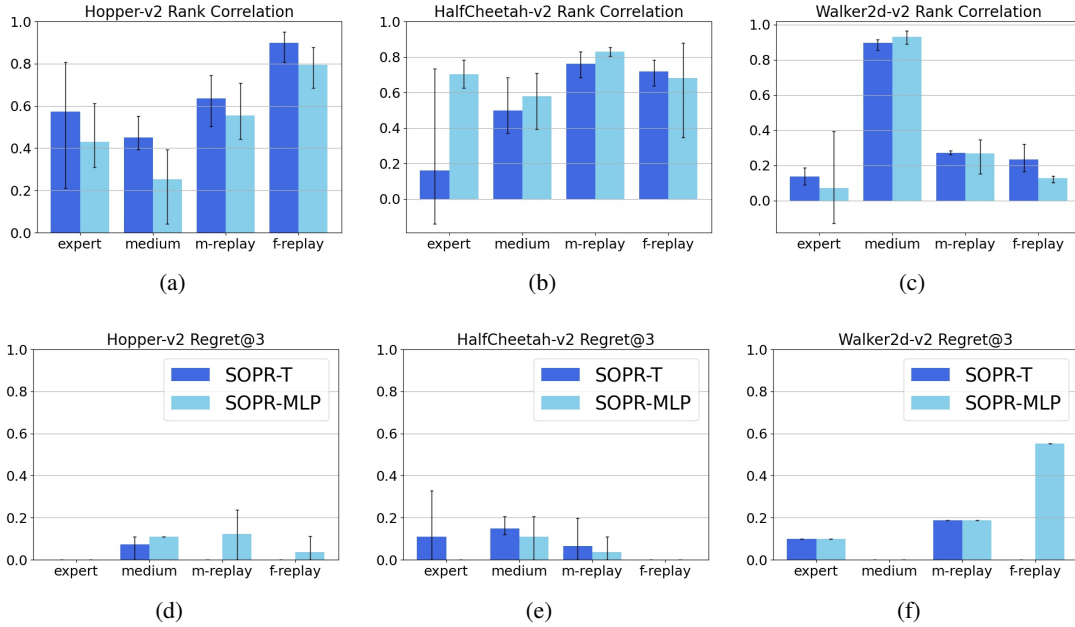 Hopper-v2 Rank Correlation
1.0
0.8
0.6
0.4
0.2
0.0
expert medium m-replay f-replay
(a)
HalfCheetah-v2 Rank Correlation
1.0
0.8
0.6
0.4
0.2
0.0
expert medium m-replay f-replay
(b)
Walker2d-v2 Rank Correlation
1.0
0.8
0.6
0.4
0.2
0.0
expert medium m-replay f-replay
(c)
Hopper-v2 Regret@3
1.0
0.8
0.6
0.4
0.2
0.0
SOPR-T
SOPR-MLP
expert medium m-replay f-replay
(d)
HalfCheetah-v2 Regret@3
1.0
0.8
0.6
0.4
0.2
0.0
SOPR-T
SOPR-MLP
expert medium m-replay f-replay
(e)
Walker2d-v2 Regret@3
1.0
0.8
0.6
0.4
0.2
0.0
SOPR-T
SOPR-MLP
expert medium m-replay f-replay
(f)